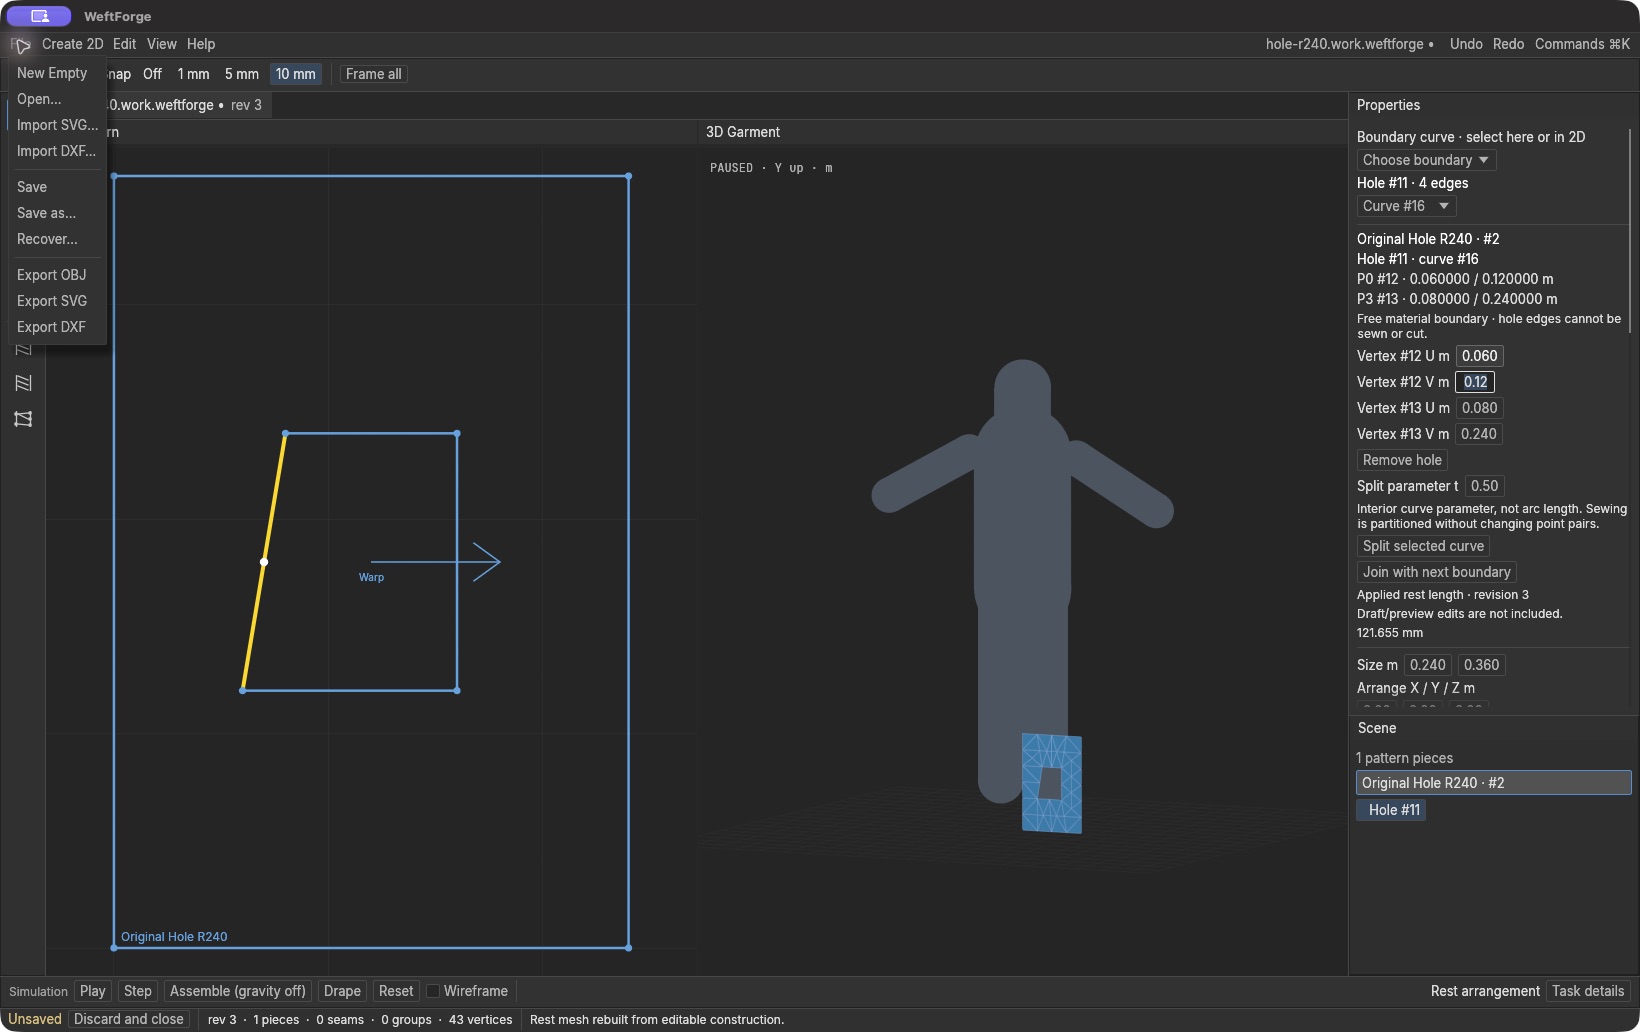 WeftForge
Create 2D Edit View Help hole-r240.work.weftforge • Undo Redo Commands ⌘K
Off 1 mm 5 mm 10 mm Frame all
New Empty
Open...
Import SVG...
Import DXF...
Save
Save as...
Recover...
Export OBJ
Export SVG
Export DXF
0.work.weftforge • rev 3
3D Garment
PAUSED · Y up · m
Warp
Original Hole R240
Properties
Boundary curve · select here or in 2D
Choose boundary
Hole #11 · 4 edges
Curve #16
Original Hole R240 · #2
Hole #11 · curve #16
P0 #12 · 0.060000 / 0.120000 m
P3 #13 · 0.080000 / 0.240000 m
Free material boundary · hole edges cannot be
sewn or cut.
Vertex #12 U m 0.060
Vertex #12 V m 0.12
Vertex #13 U m 0.080
Vertex #13 V m 0.240
Remove hole
Split parameter t 0.50
Interior curve parameter, not arc length. Sewing
is partitioned without changing point pairs.
Split selected curve
Join with next boundary
Applied rest length · revision 3
Draft/preview edits are not included.
121.655 mm
Size m 0.240 0.360
Arrange X / Y / Z m
Scene
1 pattern pieces
Original Hole R240 · #2
Hole #11
Simulation Play Step Assemble (gravity off) Drape Reset Wireframe Rest arrangement Task details
Unsaved Discard and close rev 3 · 1 pieces · 0 seams · 0 groups · 43 vertices Rest mesh rebuilt from editable construction.